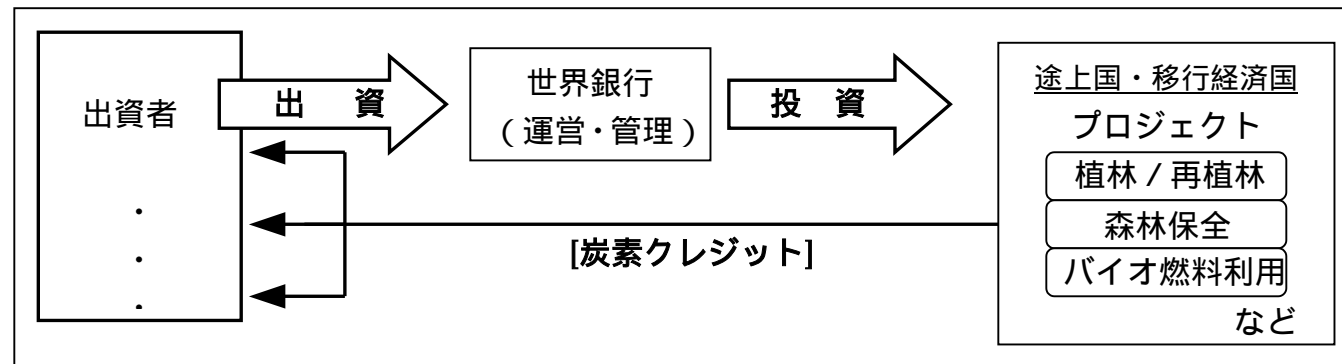 出資者
・
・
・
出 資
世界銀行
（運営・管理）
投 資
途上国・移行経済国
プロジェクト
植林 / 再植林
森林保全
バイオ燃料利用
など
[炭素クレジット]